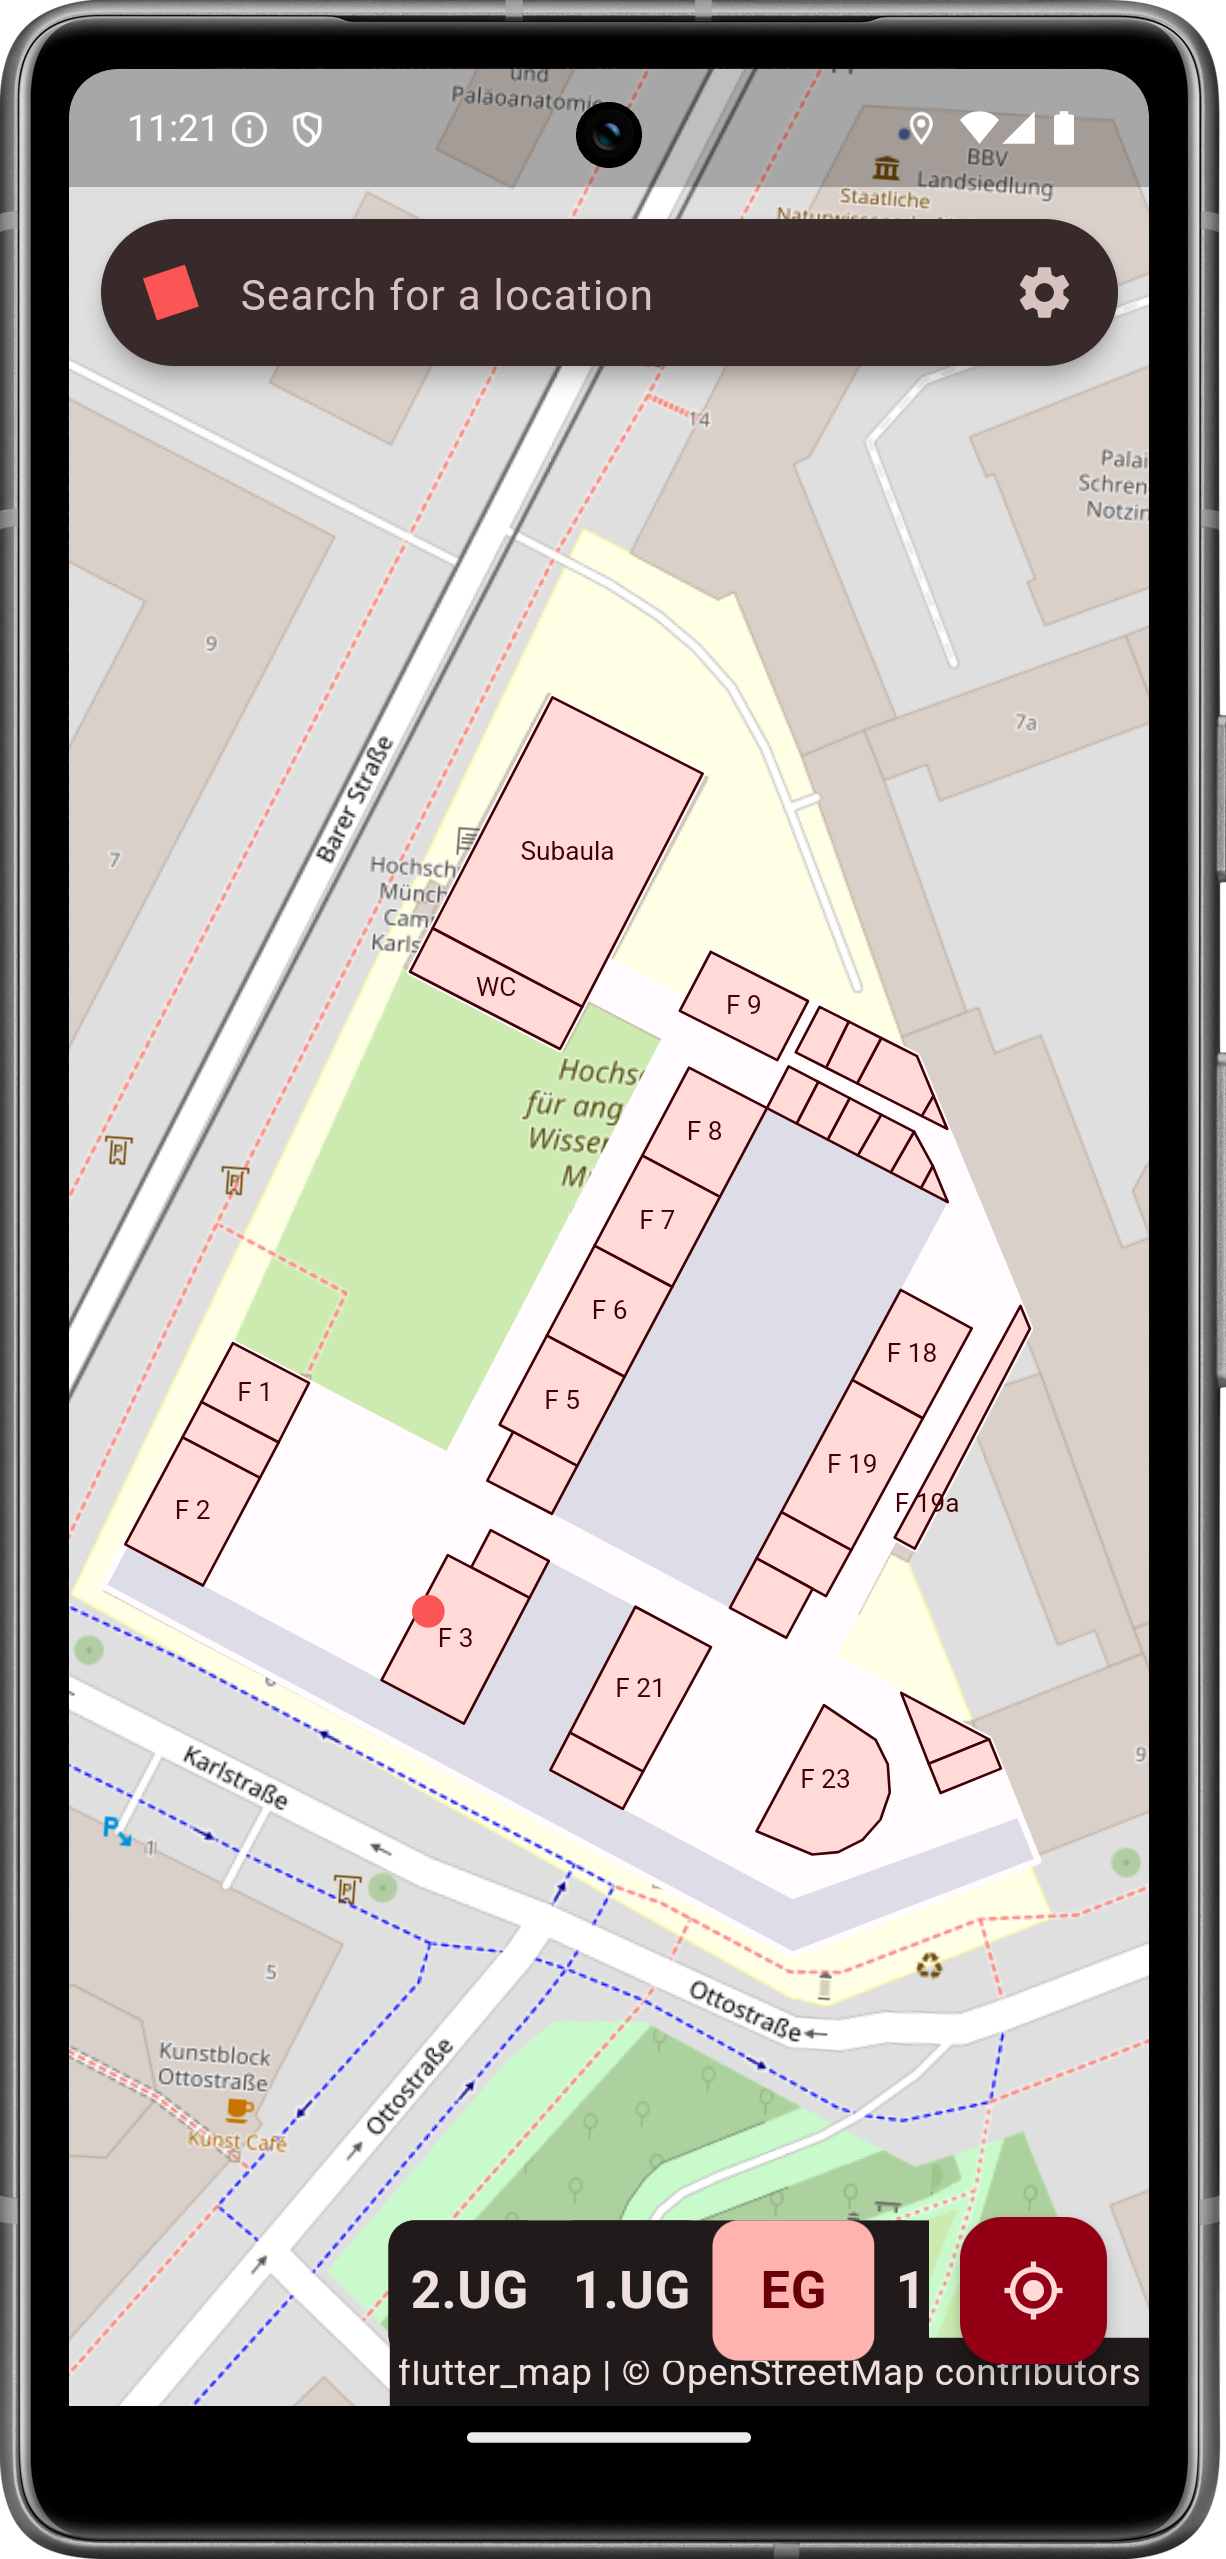 und
Paläoanatomie
11:21
BBV
Landsiedlung
Staatliche
Search for a location
14
Palai
Schren
Notzin
9
7a
Barer Straße
7
Subaula
Hochsch
Münch
Cam
Karls
WC
F 9
Hochs
für ang
Wisse
F 8
F 7
F 6
F 5
F 18
F 19
F 19a
F 1
F 2
F 3
F 21
F 23
9
Karlstraße
P
1
5
Ottostraße
Kunstblock
Ottostraße
Kunst Café
Ottostraße
2.UG 1.UG EG 1
flutter_map | © OpenStreetMap contributors